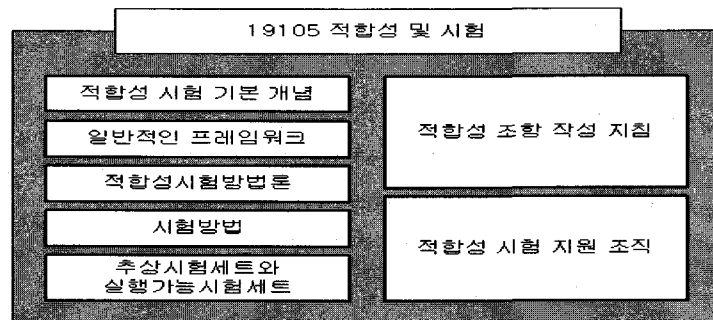 19105 적합성 및 시험
적합성 시험 기본 개념
일반적인 프레임워크
적합성시험방법론
시험방법
추상시험세트와
실행가능시험세트
적합성 조항 작성 지침
적합성 시험 지원 조직